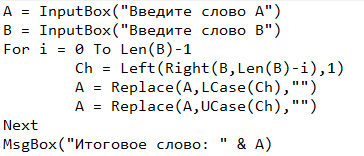 A = InputBox("Введите слово A")
B = InputBox("Введите слово B")
For i = 0 To Len(B)-1
Ch = Left(Right(B,Len(B)-i),1)
A = Replace(A,LCase(Ch),"")
A = Replace(A,UCase(Ch),"")
Next
MsgBox("Итоговое слово: " & A)